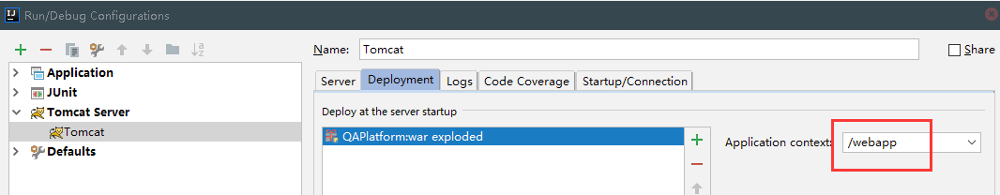 Run/Debug Configurations
Name: Tomcat
Share
Application
JUnit
Tomcat Server
Tomcat
Defaults
Server Deployment Logs Code Coverage Startup/Connection
Deploy at the server startup
QAPlatform:war exploded
Application context: /webapp